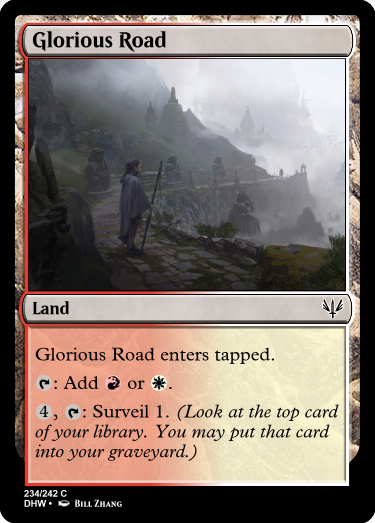 Glorious Road
Land
Glorious Road enters tapped.
: Add or .
4, : Surveil 1. (Look at the top card
of your library. You may put that card
into your graveyard.)
234/242 C
DHW • Bill Zhang